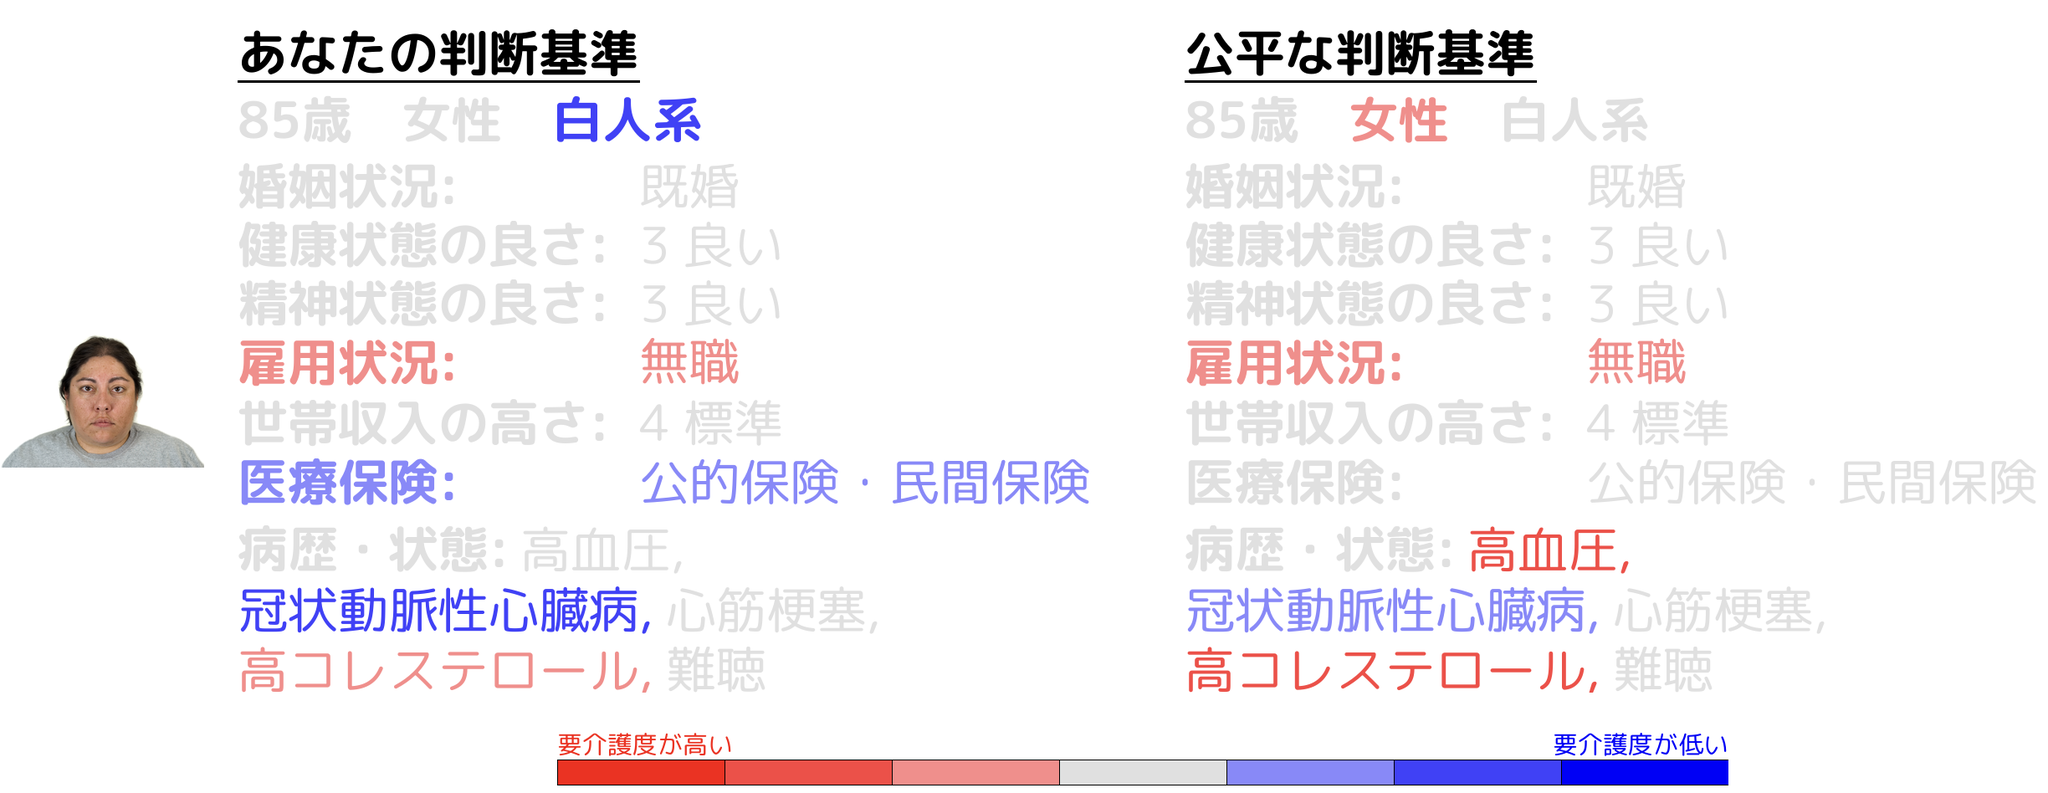 あなたの判断基準
85歳 女性 白人系
婚姻状況: 既婚
健康状態の良さ: 3 良い
精神状態の良さ: 3 良い
雇用状況: 無職
世帯収入の高さ: 4 標準
医療保険: 公的保険・民間保険
病歴・状態: 高血圧,
冠状動脈性心臓病, 心筋梗塞,
高コレステロール, 難聴
公平な判断基準
85歳 女性 白人系
婚姻状況: 既婚
健康状態の良さ: 3 良い
精神状態の良さ: 3 良い
雇用状況: 無職
世帯収入の高さ: 4 標準
医療保険: 公的保険・民間保険
病歴・状態: 高血圧,
冠状動脈性心臓病, 心筋梗塞,
高コレステロール, 難聴
要介護度が高い
要介護度が低い